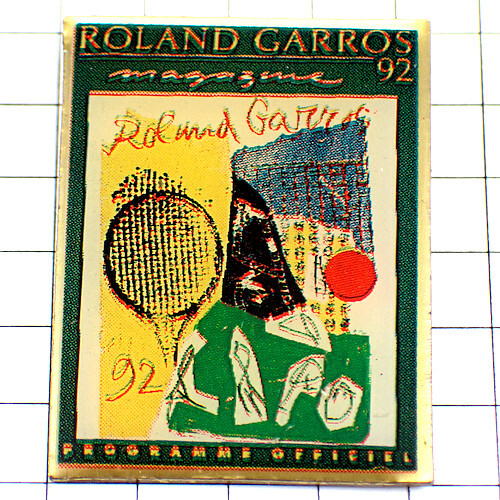 ROLAND GARROS
92
magazine
Roland Garros
92
PROGRAMME OFFICIEL